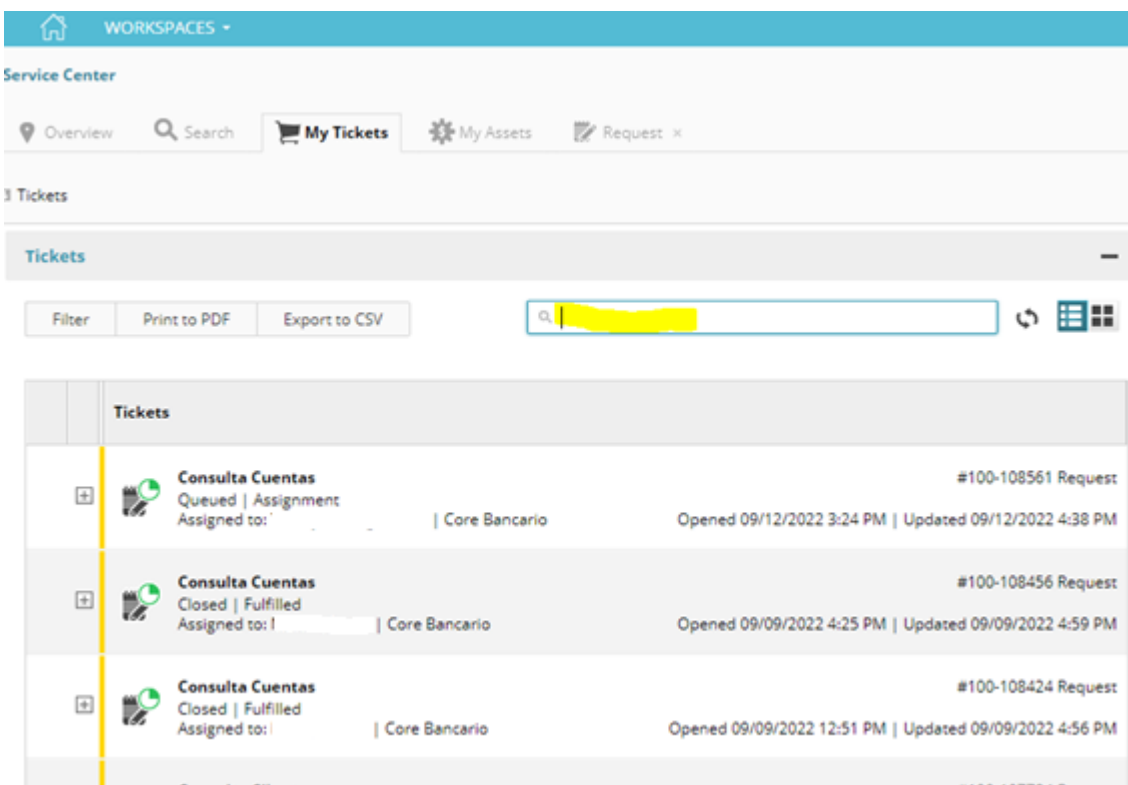 WORKSPACES
Service Center
Overview Search My Tickets My Assets Request ×
Tickets
Tickets
Filter Print to PDF Export to CSV
Tickets
Consulta Cuentas #100-108561 Request
Queued | Assignment
Assigned to: | Core Bancario Opened 09/12/2022 3:24 PM | Updated 09/12/2022 4:38 PM
Consulta Cuentas #100-108456 Request
Closed | Fulfilled
Assigned to: | Core Bancario Opened 09/09/2022 4:25 PM | Updated 09/09/2022 4:59 PM
Consulta Cuentas #100-108424 Request
Closed | Fulfilled
Assigned to: | Core Bancario Opened 09/09/2022 12:51 PM | Updated 09/09/2022 4:56 PM